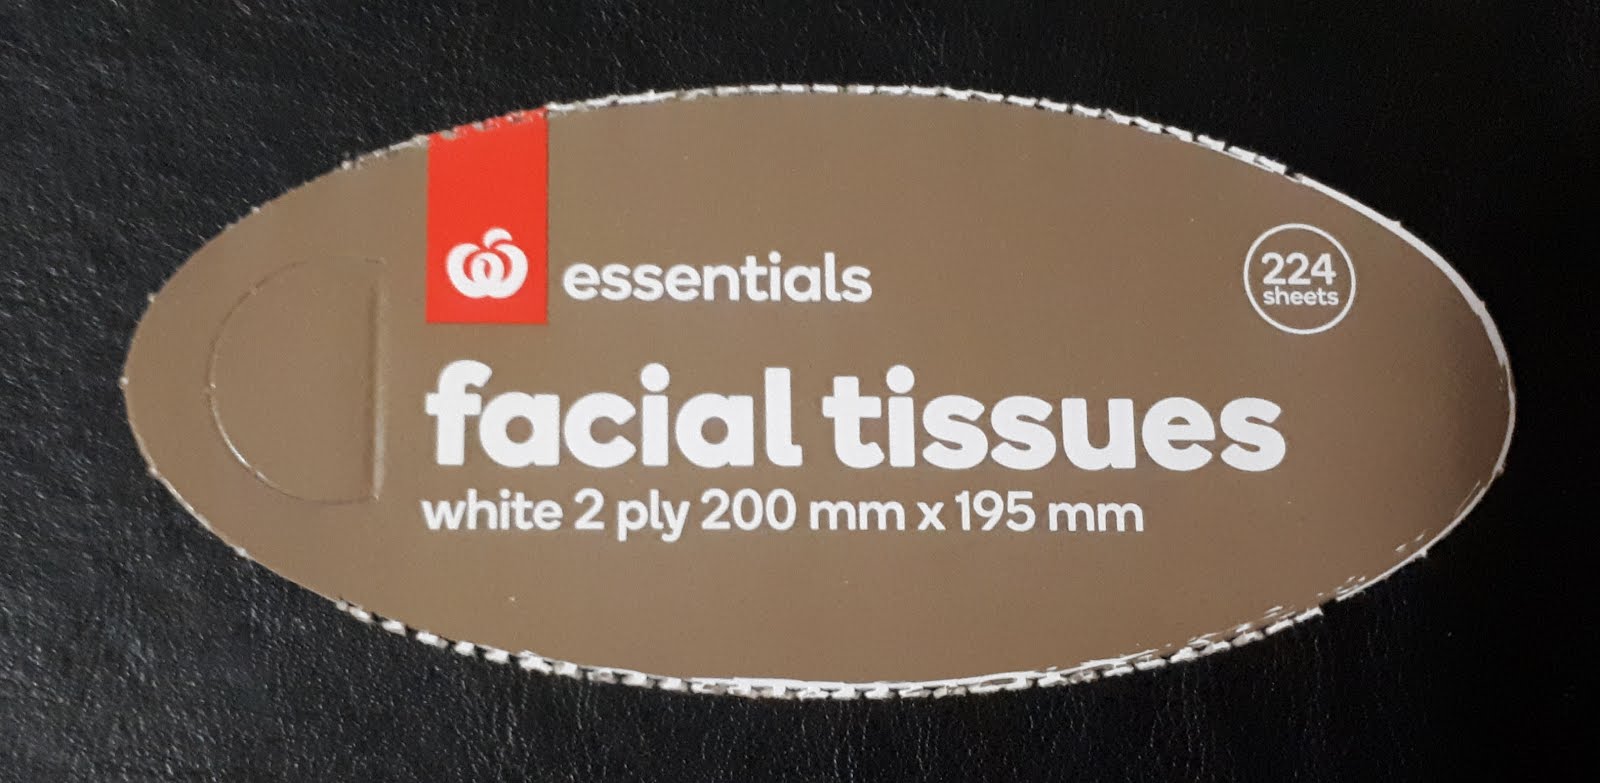 essentials
224
sheets
facial tissues
white 2 ply 200 mm x 195 mm